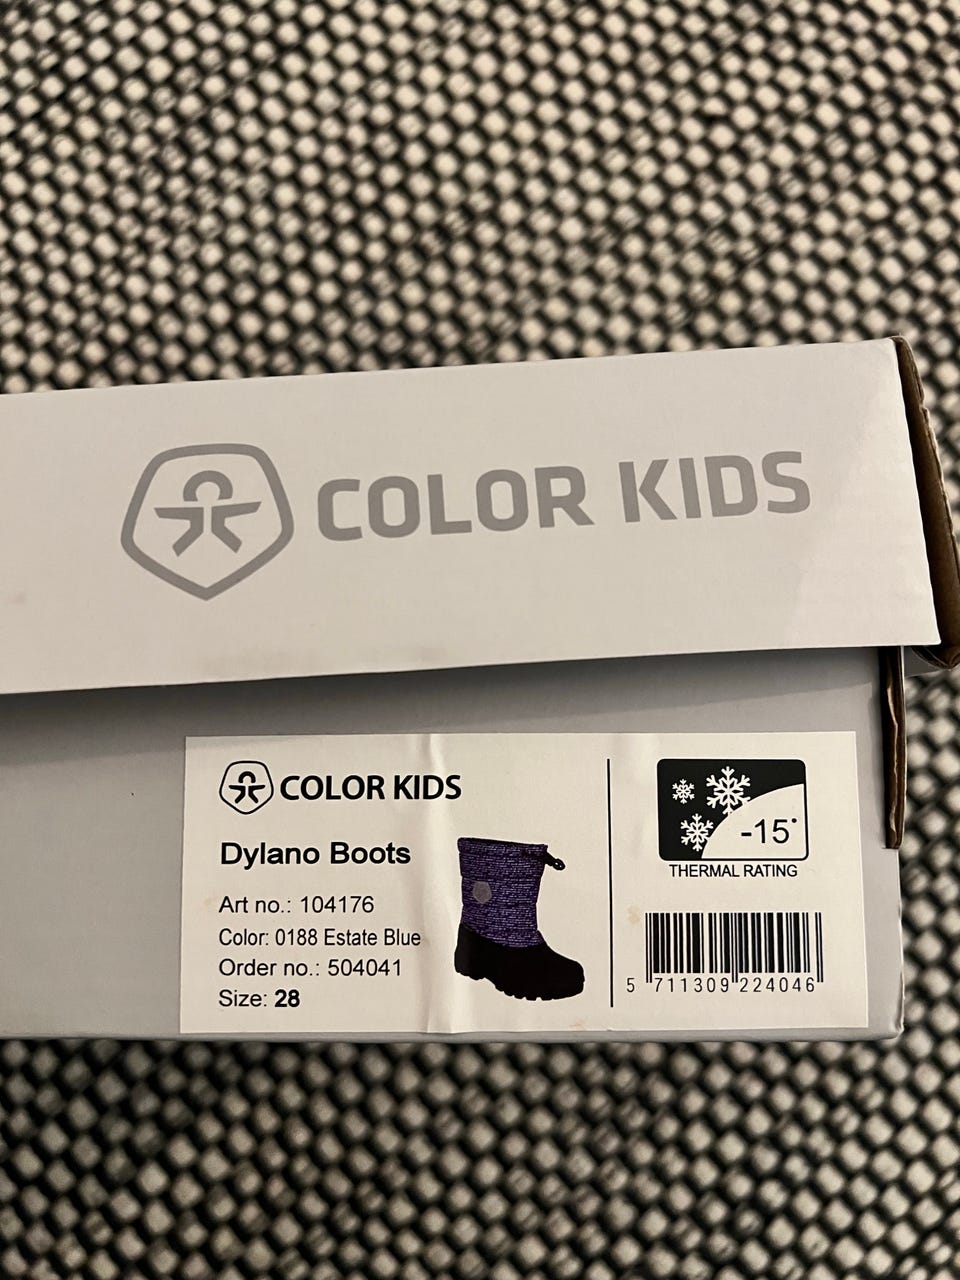 COLOR KIDS
COLOR KIDS
Dylano Boots
Art no.: 104176
Color: 0188 Estate Blue
Order no.: 504041
Size: 28
-15°
THERMAL RATING
5 711309 224046